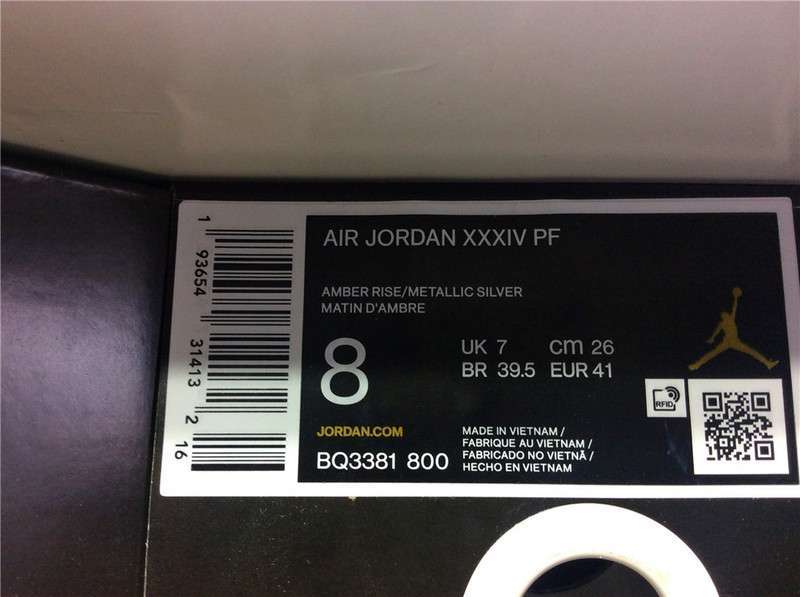 AIR JORDAN XXXIV PF
AMBER RISE/METALLIC SILVER
MATIN D'AMBRE
8
UK 7 cm 26
BR 39.5 EUR 41
RFID
JORDAN.COM
BQ3381 800
MADE IN VIETNAM /
FABRIQUE AU VIETNAM /
FABRICADO NO VIETNÃ /
HECHO EN VIETNAM
1 93654 31413 2 16